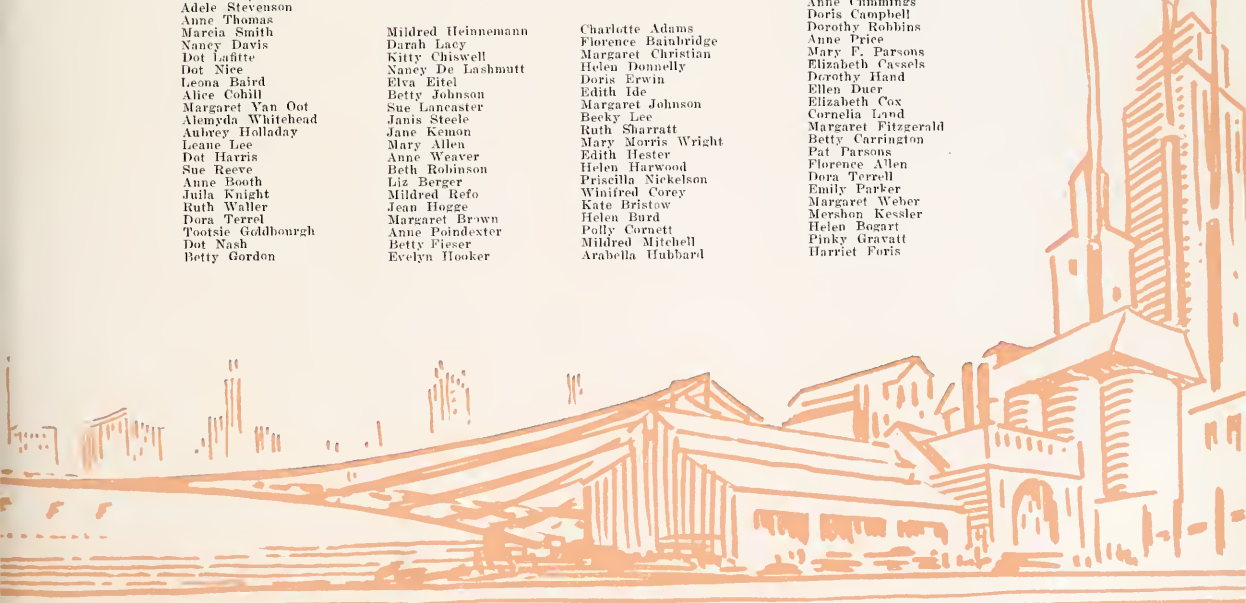 Adele Stevenson
Anne Thomas
Marcia Smith
Nancy Davis
Dot Lafitte
Dot Nice
Leona Baird
Alice Cohill
Margaret Van Oot
Alemyda Whitehead
Aubrey Holladay
Leane Lee
Dot Harris
Sue Reeve
Anne Booth
Juila Knight
Ruth Waller
Dora Terrel
Tootsie Goldbourgh
Dot Nash
Betty Gordon
Mildred Heinnemann
Darah Lacy
Kitty Chiswell
Nancy De Lashmutt
Elva Eitel
Betty Johnson
Sue Lancaster
Janis Steele
Jane Kemon
Mary Allen
Anne Weaver
Beth Robinson
Liz Berger
Mildred Refo
Jean Hogge
Margaret Brown
Anne Poindexter
Betty Fieser
Evelyn Hooker
Charlotte Adams
Florence Bainbridge
Margaret Christian
Helen Donnelly
Doris Erwin
Edith Ide
Margaret Johnson
Becky Lee
Ruth Sharratt
Mary Morris Wright
Edith Hester
Helen Harwood
Priscilla Nickelson
Winifred Corey
Kate Bristow
Helen Burd
Polly Cornett
Mildred Mitchell
Arabella Hubbard
Anne Cummings
Doris Campbell
Dorothy Robbins
Anne Price
Mary F. Parsons
Elizabeth Cassels
Dorothy Hand
Ellen Duer
Elizabeth Cox
Cornelia Land
Margaret Fitzgerald
Betty Carrington
Pat Parsons
Florence Allen
Dora Terrell
Emily Parker
Margaret Weber
Mershon Kessler
Helen Bogart
Pinky Gravatt
Harriet Foris